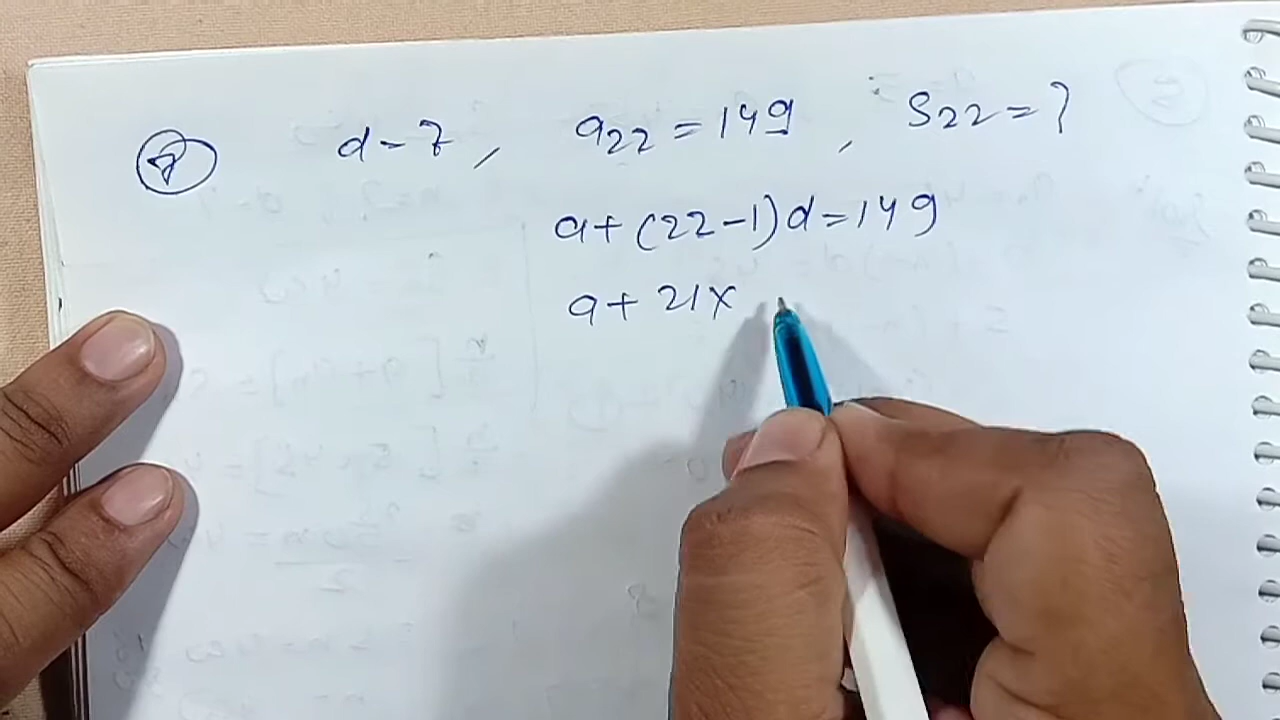 7 d = 7, a22 = 149, S22 = ?
a + (22 - 1) d = 149
a + 21 x